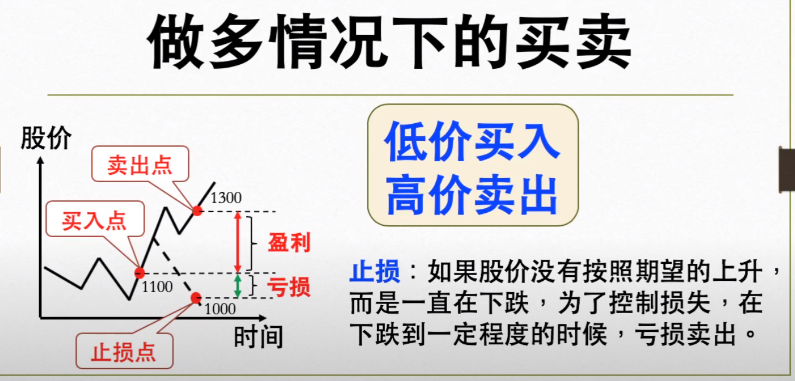 做多情况下的买卖
股价
卖出点
1300
买入点
盈利
1100
亏损
1000
时间
止损点
低价买入
高价卖出
止损：如果股价没有按照期望的上升，
而是一直在下跌，为了控制损失，在
下跌到一定程度的时候，亏损卖出。